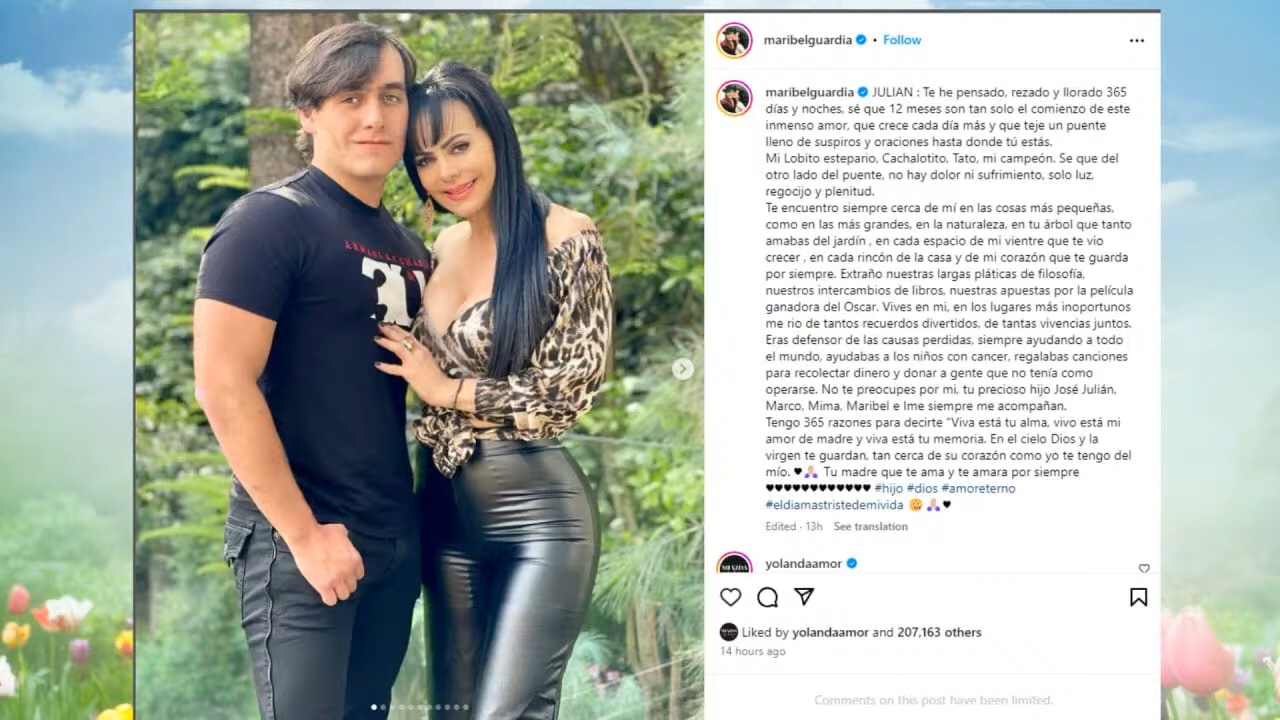 maribelguardia • Follow
maribelguardia JULIAN : Te he pensado, rezado y llorado 365
días y noches, sé que 12 meses son tan solo el comienzo de este
inmenso amor, que crece cada día más y que teje un puente
lleno de suspiros y oraciones hasta donde tú estás.
Mi Lobito estepario, Cachalotito, Tato, mi campeón. Se que del
otro lado del puente, no hay dolor ni sufrimiento, solo luz,
regocijo y plenitud.
Te encuentro siempre cerca de mí en las cosas más pequeñas,
como en las más grandes, en la naturaleza, en tu árbol que tanto
amabas del jardín , en cada espacio de mi vientre que te vio
crecer , en cada rincón de la casa y de mi corazón que te guarda
por siempre. Extraño nuestras largas pláticas de filosofía,
nuestros intercambios de libros, nuestras apuestas por la película
ganadora del Oscar. Vives en mi, en los lugares más inoportunos
me rio de tantos recuerdos divertidos, de tantas vivencias juntos.
Eras defensor de las causas perdidas, siempre ayudando a todo
el mundo, ayudabas a los niños con cancer, regalabas canciones
para recolectar dinero y donar a gente que no tenía como
operarse. No te preocupes por mi, tu precioso hijo José Julián,
Marco, Mima, Maribel e Ime siempre me acompañan.
Tengo 365 razones para decirte “Viva está tu alma, vivo está mi
amor de madre y viva está tu memoria. En el cielo Dios y la
virgen te guardan, tan cerca de su corazón como yo te tengo del
mío. ♥🙏🏻 Tu madre que te ama y te amara por siempre
♥♥♥♥♥♥♥♥♥♥♥♥ #hijo #dios #amoreterno
#eldiamastristedemivida 😢🙏🏻♥
Edited · 13h See translation
yolandaamor
Liked by yolandaamor and 207,163 others
14 hours ago
Comments on this post have been limited.